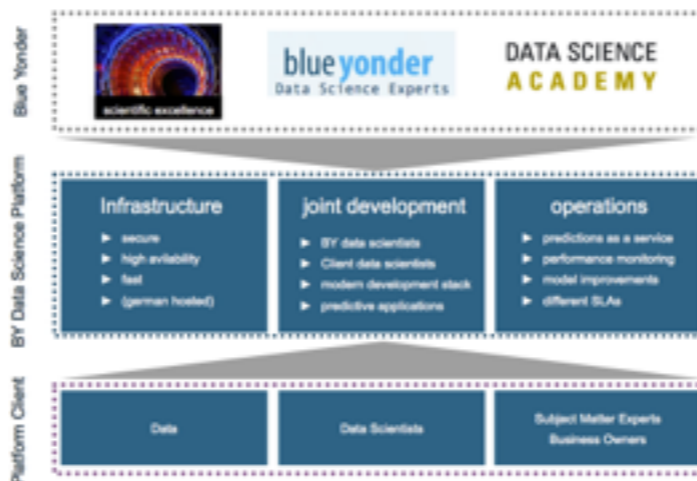 Blue Yonder
scientific excellence
blueyonder
Data Science Experts
DATA SCIENCE
ACADEMY
BY Data Science Platform
Infrastructure
► secure
► high avilability
► fast
► (german hosted)
joint development
► BY data scientists
► Client data scientists
► modern development stack
► predictive applications
operations
► predictions as a service
► performance monitoring
► model improvements
► different SLAs
Platform Client
Data
Data Scientists
Subject Matter Experts
Business Owners